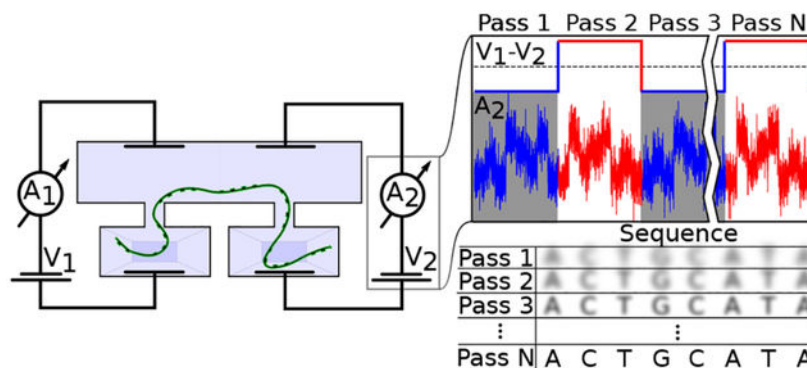 Pass 1 Pass 2 Pass 3 Pass N
V1-V2
A2
A1
V1
A2
V2
Sequence
Pass 1 A C T G C A T A
Pass 2 A C T G C A T A
Pass 3 A C T G C A T A
⋮ ⋮
Pass N A C T G C A T A